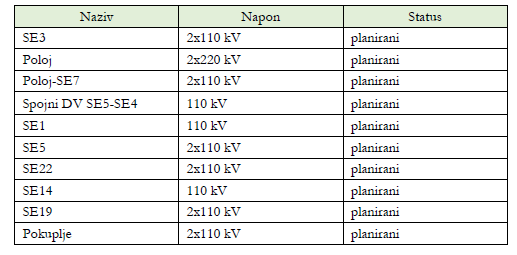 Naziv Napon Status
SE3 2x110 kV planirani
Poloj 2x220 kV planirani
Poloj-SE7 2x110 kV planirani
Spojni DV SE5-SE4 110 kV planirani
SE1 110 kV planirani
SE5 2x110 kV planirani
SE22 2x110 kV planirani
SE14 110 kV planirani
SE19 2x110 kV planirani
Pokuplje 2x110 kV planirani